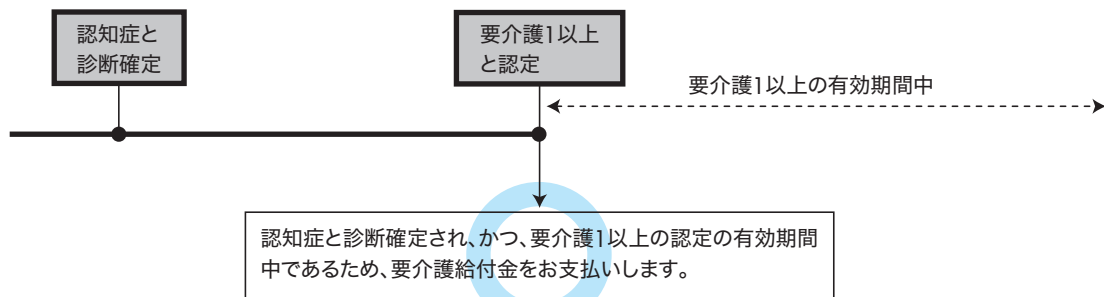 認知症と
診断確定
要介護1以上
と認定
要介護1以上の有効期間中
認知症と診断確定され、かつ、要介護1以上の認定の有効期間
中であるため、要介護給付金をお支払いします。